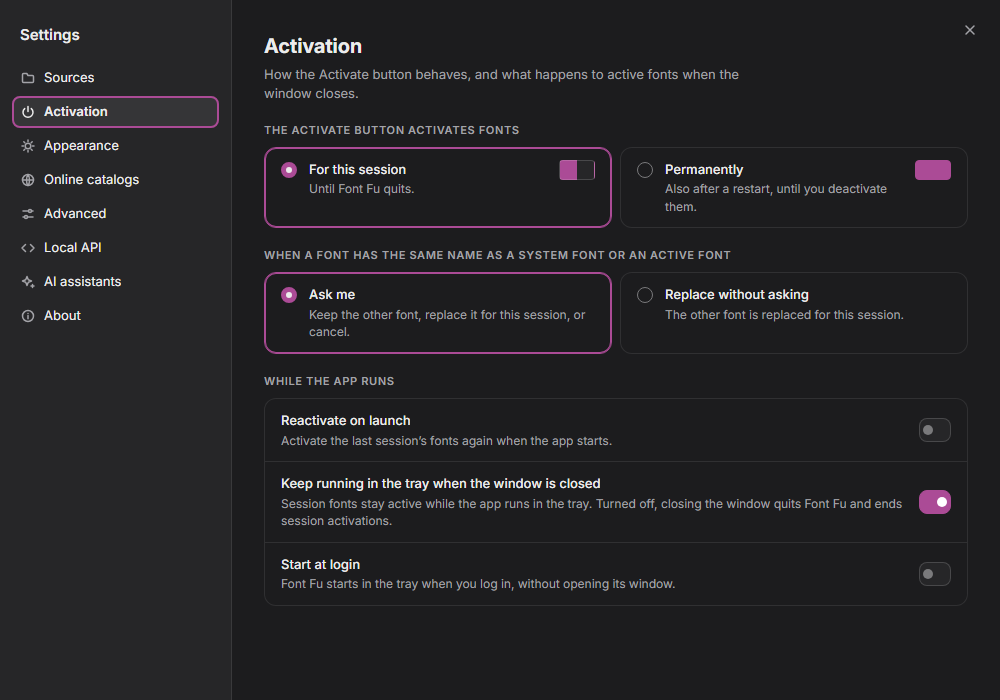 Settings
Sources
Activation
Appearance
Online catalogs
Advanced
Local API
AI assistants
About
Activation
How the Activate button behaves, and what happens to active fonts when the
window closes.
THE ACTIVATE BUTTON ACTIVATES FONTS
For this session
Until Font Fu quits.
Permanently
Also after a restart, until you deactivate
them.
WHEN A FONT HAS THE SAME NAME AS A SYSTEM FONT OR AN ACTIVE FONT
Ask me
Keep the other font, replace it for this session, or
cancel.
Replace without asking
The other font is replaced for this session.
WHILE THE APP RUNS
Reactivate on launch
Activate the last session’s fonts again when the app starts.
Keep running in the tray when the window is closed
Session fonts stay active while the app runs in the tray. Turned off, closing the window quits Font Fu and ends
session activations.
Start at login
Font Fu starts in the tray when you log in, without opening its window.